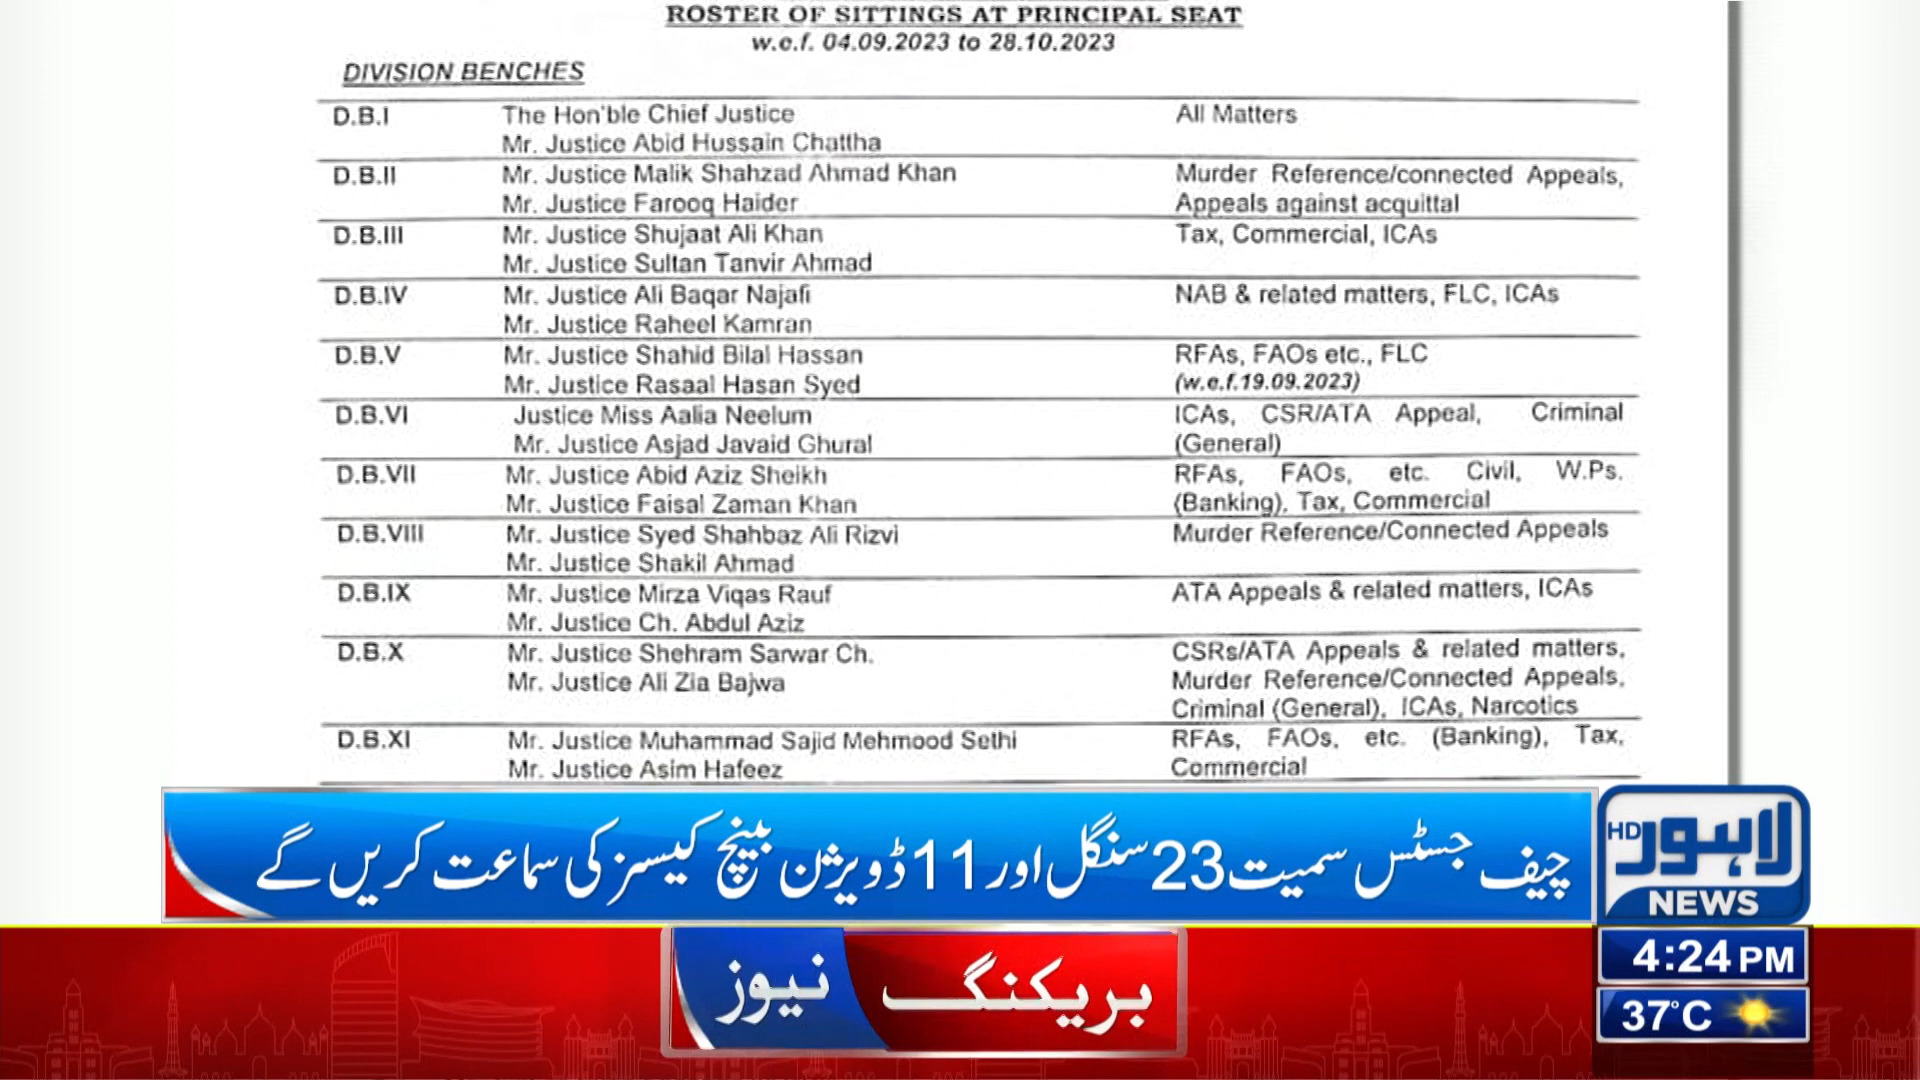 ROSTER OF SITTINGS AT PRINCIPAL SEAT
w.e.f. 04.09.2023 to 28.10.2023
DIVISION BENCHES
D.B.I The Hon'ble Chief Justice All Matters
Mr. Justice Abid Hussain Chattha
D.B.II Mr. Justice Malik Shahzad Ahmad Khan Murder Reference/connected Appeals,
Mr. Justice Farooq Haider Appeals against acquittal
D.B.III Mr. Justice Shujaat Ali Khan Tax, Commercial, ICAs
Mr. Justice Sultan Tanvir Ahmad
D.B.IV Mr. Justice Ali Baqar Najafi NAB & related matters, FLC, ICAs
Mr. Justice Raheel Kamran
D.B.V Mr. Justice Shahid Bilal Hassan RFAs, FAOs etc., FLC
Mr. Justice Rasaal Hasan Syed (w.e.f.19.09.2023)
D.B.VI Justice Miss Aalia Neelum ICAs, CSR/ATA Appeal, Criminal
Mr. Justice Asjad Javaid Ghural (General)
D.B.VII Mr. Justice Abid Aziz Sheikh RFAs, FAOs, etc. Civil, W.Ps.
Mr. Justice Faisal Zaman Khan (Banking), Tax, Commercial
D.B.VIII Mr. Justice Syed Shahbaz Ali Rizvi Murder Reference/Connected Appeals
Mr. Justice Shakil Ahmad
D.B.IX Mr. Justice Mirza Viqas Rauf ATA Appeals & related matters, ICAs
Mr. Justice Ch. Abdul Aziz
D.B.X Mr. Justice Shehram Sarwar Ch. CSRs/ATA Appeals & related matters,
Mr. Justice Ali Zia Bajwa Murder Reference/Connected Appeals,
Criminal (General), ICAs, Narcotics
D.B.XI Mr. Justice Muhammad Sajid Mehmood Sethi RFAs, FAOs, etc. (Banking), Tax,
Mr. Justice Asim Hafeez Commercial
چیف جسٹس سمیت 23 سنگل اور 11 ڈویژن بینچ کیسز کی سماعت کریں گے
لاہور HD
NEWS
بریکنگ نیوز
4:24 PM
37°C